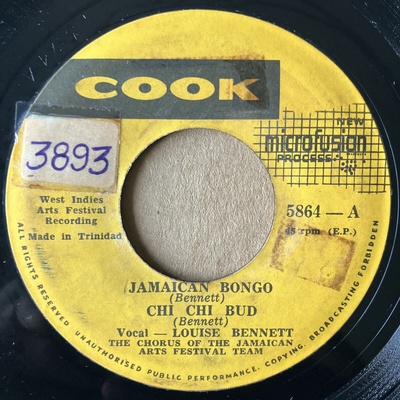 COOK
NEW
microfusion
PROCESS
3893
West Indies
Arts Festival
Recording
Made in Trinidad
5864 — A
45 rpm (E.P.)
JAMAICAN BONGO
(Bennett)
CHI CHI BUD
(Bennett)
Vocal — LOUISE BENNETT
THE CHORUS OF THE JAMAICAN
ARTS FESTIVAL TEAM
ALL RIGHTS RESERVED. UNAUTHORISED PUBLIC PERFORMANCE, COPYING, BROADCASTING FORBIDDEN